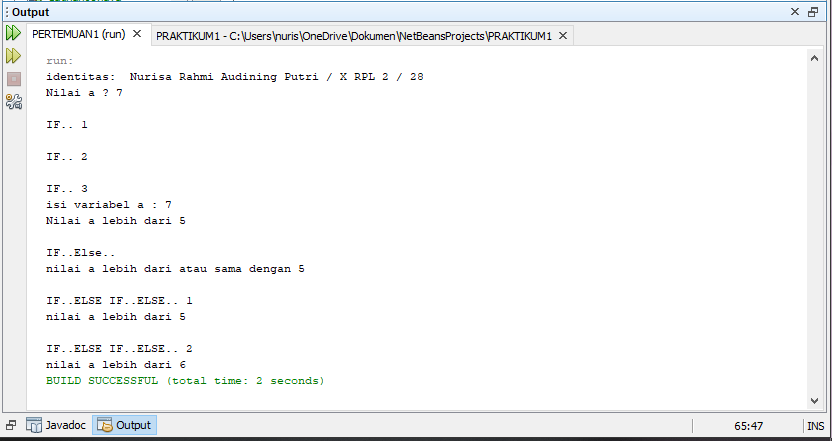 Output
PERTEMUAN1 (run)
PRAKTIKUM1 - C:\Users\nuris\OneDrive\Dokumen\NetBeansProjects\PRAKTIKUM1
run:
identitas:  Nurisa Rahmi Audining Putri / X RPL 2 / 28
Nilai a ? 7
IF.. 1
IF.. 2
IF.. 3
isi variabel a : 7
Nilai a lebih dari 5
IF..Else..
nilai a lebih dari atau sama dengan 5
IF..ELSE IF..ELSE.. 1
nilai a lebih dari 5
IF..ELSE IF..ELSE.. 2
nilai a lebih dari 6
BUILD SUCCESSFUL (total time: 2 seconds)
Javadoc
Output
65:47
INS